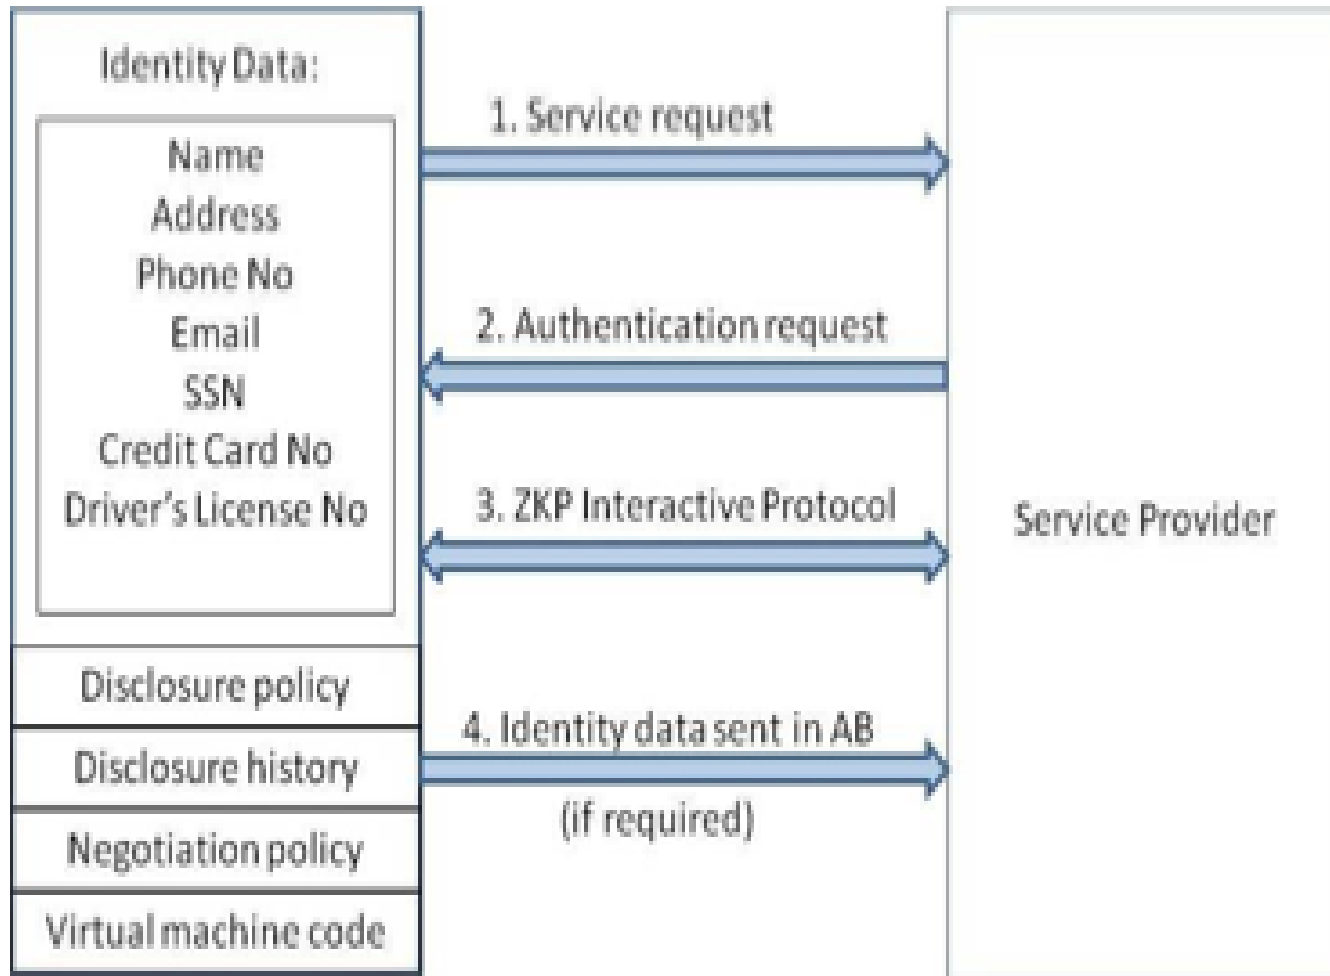 Identity Data:
Name
Address
Phone No
Email
SSN
Credit Card No
Driver's License No
Disclosure policy
Disclosure history
Negotiation policy
Virtual machine code
1. Service request
2. Authentication request
3. ZKP Interactive Protocol
4. Identity data sent in AB
(if required)
Service Provider